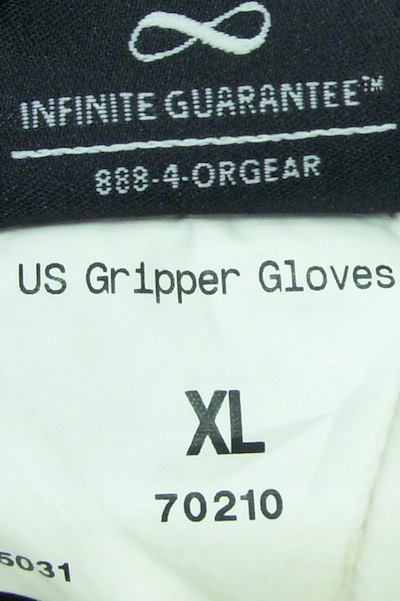 INFINITE GUARANTEE™
888-4-ORGEAR
US Gripper Gloves
XL
70210
5031